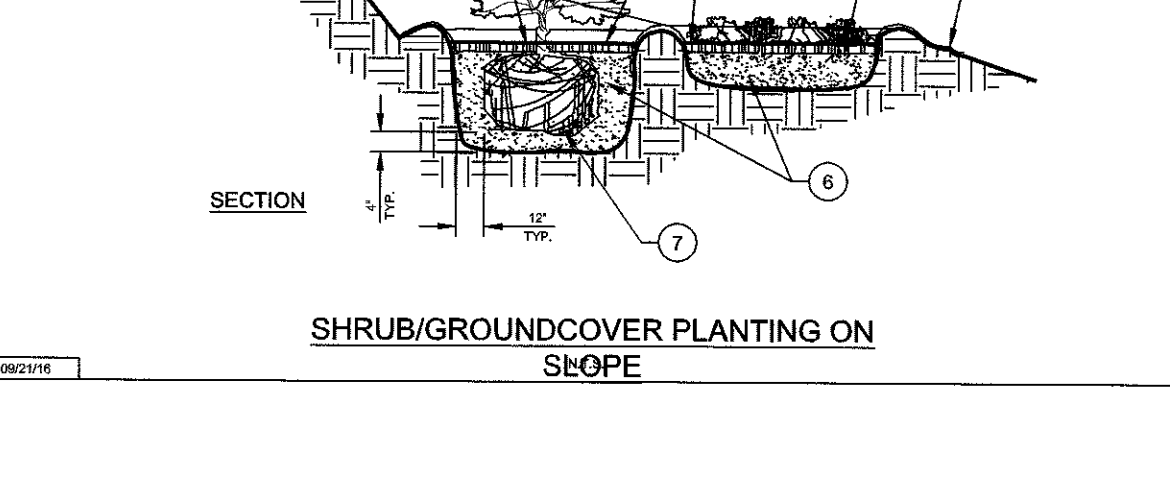 6
SECTION
4"
TYP.
12"
TYP.
7
SHRUB/GROUNDCOVER PLANTING ON
SLOPE
N.T.S.
09/21/16